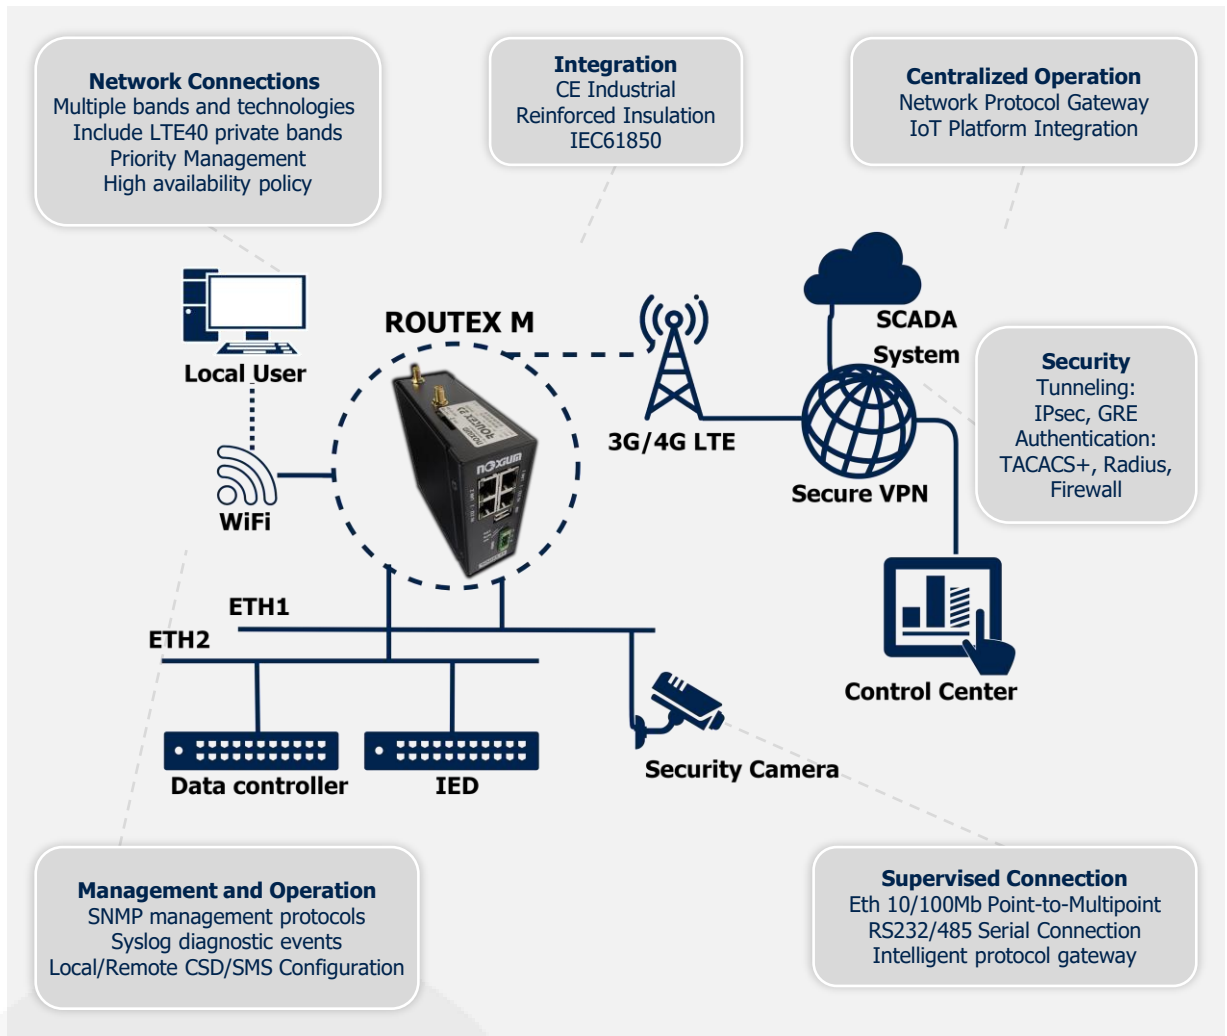 Network Connections
Multiple bands and technologies
Include LTE40 private bands
Priority Management
High availability policy
Integration
CE Industrial
Reinforced Insulation
IEC61850
Centralized Operation
Network Protocol Gateway
IoT Platform Integration
Local User
ROUTEX M
noxium
3G/4G LTE
SCADA
System
Secure VPN
Security
Tunneling:
IPsec, GRE
Authentication:
TACACS+, Radius,
Firewall
WiFi
ETH1
ETH2
Control Center
Data controller
IED
Security Camera
Management and Operation
SNMP management protocols
Syslog diagnostic events
Local/Remote CSD/SMS Configuration
Supervised Connection
Eth 10/100Mb Point-to-Multipoint
RS232/485 Serial Connection
Intelligent protocol gateway